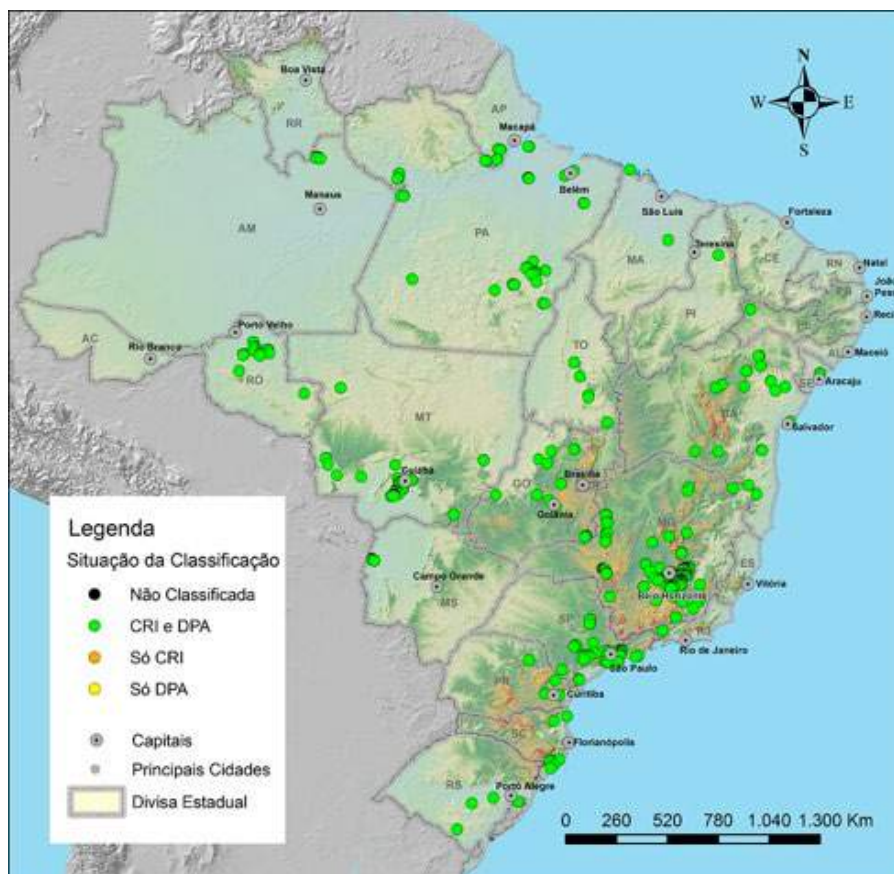 N
W E
S
Boa Vista
RR
AP
Macapá
Manaus
Belém
São Luis
Fortaleza
AM
PA
MA
Teresina
CE
RN
Natal
João
PI
Porto Velho
AC
Rio Branco
RO
TO
AL
Maceió
SE
Aracaju
MT
BA
Salvador
Cuiabá
GO
Brasília
Goiânia
MG
Campo Grande
MS
Belo Horizonte
ES
Vitória
SP
RJ
São Paulo
Rio de Janeiro
PR
Curitiba
SC
Florianópolis
RS
Porto Alegre
Legenda
Situação da Classificação
Não Classificada
CRI e DPA
Só CRI
Só DPA
Capitais
Principais Cidades
Divisa Estadual
0 260 520 780 1.040 1.300 Km